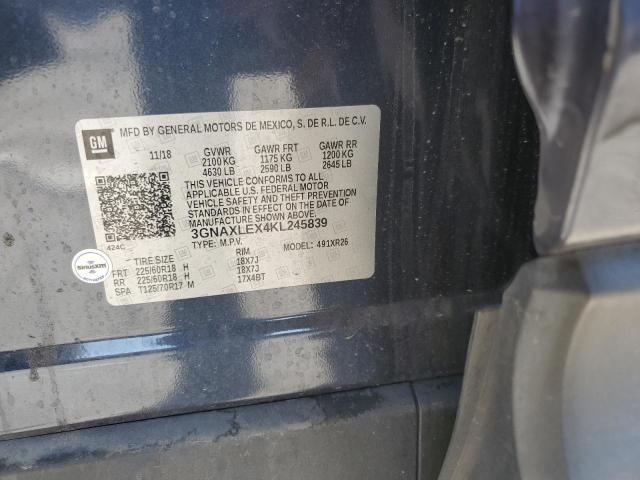 GM
MFD BY GENERAL MOTORS DE MEXICO, S. DE R.L. DE C.V.
11/18 GVWR GAWR FRT GAWR RR
2100 KG 1175 KG 1200 KG
4630 LB 2590 LB 2645 LB
THIS VEHICLE CONFORMS TO ALL
APPLICABLE U.S. FEDERAL MOTOR
VEHICLE SAFETY AND THEFT PREVENTION
STANDARDS IN EFFECT ON THE DATE OF
MANUFACTURE SHOWN ABOVE.
3GNAXLEX4KL245839
424C TYPE: M.P.V. MODEL: 491XR26
SiriusXM
TIRE SIZE RIM
FRT 225/60R18 H 18X7J
RR 225/60R18 H 18X7J
SPA T125/70R17 M 17X4BT